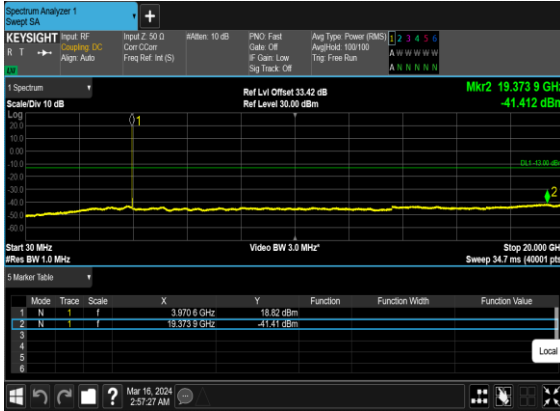 Spectrum Analyzer 1
Swept SA
+
KEYSIGHT Input: RF Input Z: 50 Ω #Atten: 10 dB PNO: Fast Avg Type: Power (RMS) 1 2 3 4 5 6
R T Coupling: DC Corr CCorr Gate: Off Avg|Hold: 100/100 A W W W W W
Align: Auto Freq Ref: Int (S) IF Gain: Low Trig: Free Run
Sig Track: Off A N N N N N
1 Spectrum
Ref Lvl Offset 33.42 dB Mkr2 19.373 9 GHz
Scale/Div 10 dB Ref Level 30.00 dBm -41.412 dBm
Log
20.0
10.0
0.00
-10.0
-20.0
-30.0
-40.0
-50.0
-60.0
1
DL1 -13.00 dBm
2
Start 30 MHz Video BW 3.0 MHz* Stop 20.000 GHz
#Res BW 1.0 MHz Sweep 34.7 ms (40001 pts)
5 Marker Table
Mode Trace Scale X Y Function Function Width Function Value
1 N 1 f 3.970 6 GHz 18.82 dBm
2 N 1 f 19.373 9 GHz -41.41 dBm
3
4
5
6
Local
?
Mar 16, 2024
2:57:27 AM